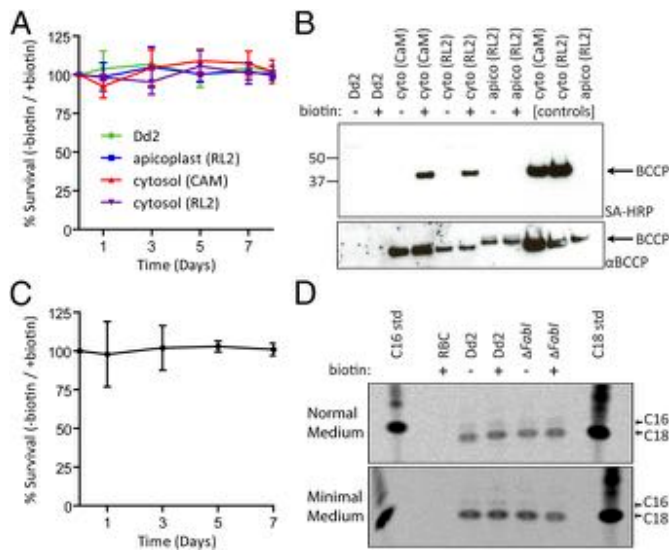 A
% Survival (-biotin / +biotin)
125
100
75
50
25
0
Dd2
apicoplast (RL2)
cytosol (CAM)
cytosol (RL2)
1 3 5 7
Time (Days)
B
Dd2
Dd2
cyto (CaM)
cyto (CaM)
cyto (RL2)
cyto (RL2)
apico (RL2)
apico (RL2)
cyto (CaM)
cyto (RL2)
apico (RL2)
biotin: - + - + - + - + [controls]
50
37
BCCP
SA-HRP
BCCP
αBCCP
C
% Survival (-biotin / +biotin)
125
100
75
50
25
0
1 3 5 7
Time (Days)
D
C16 std
RBC
Dd2
Dd2
ΔFabI
ΔFabI
C18 std
biotin: + - + - +
Normal
Medium
C16
C18
Minimal
Medium
C16
C18